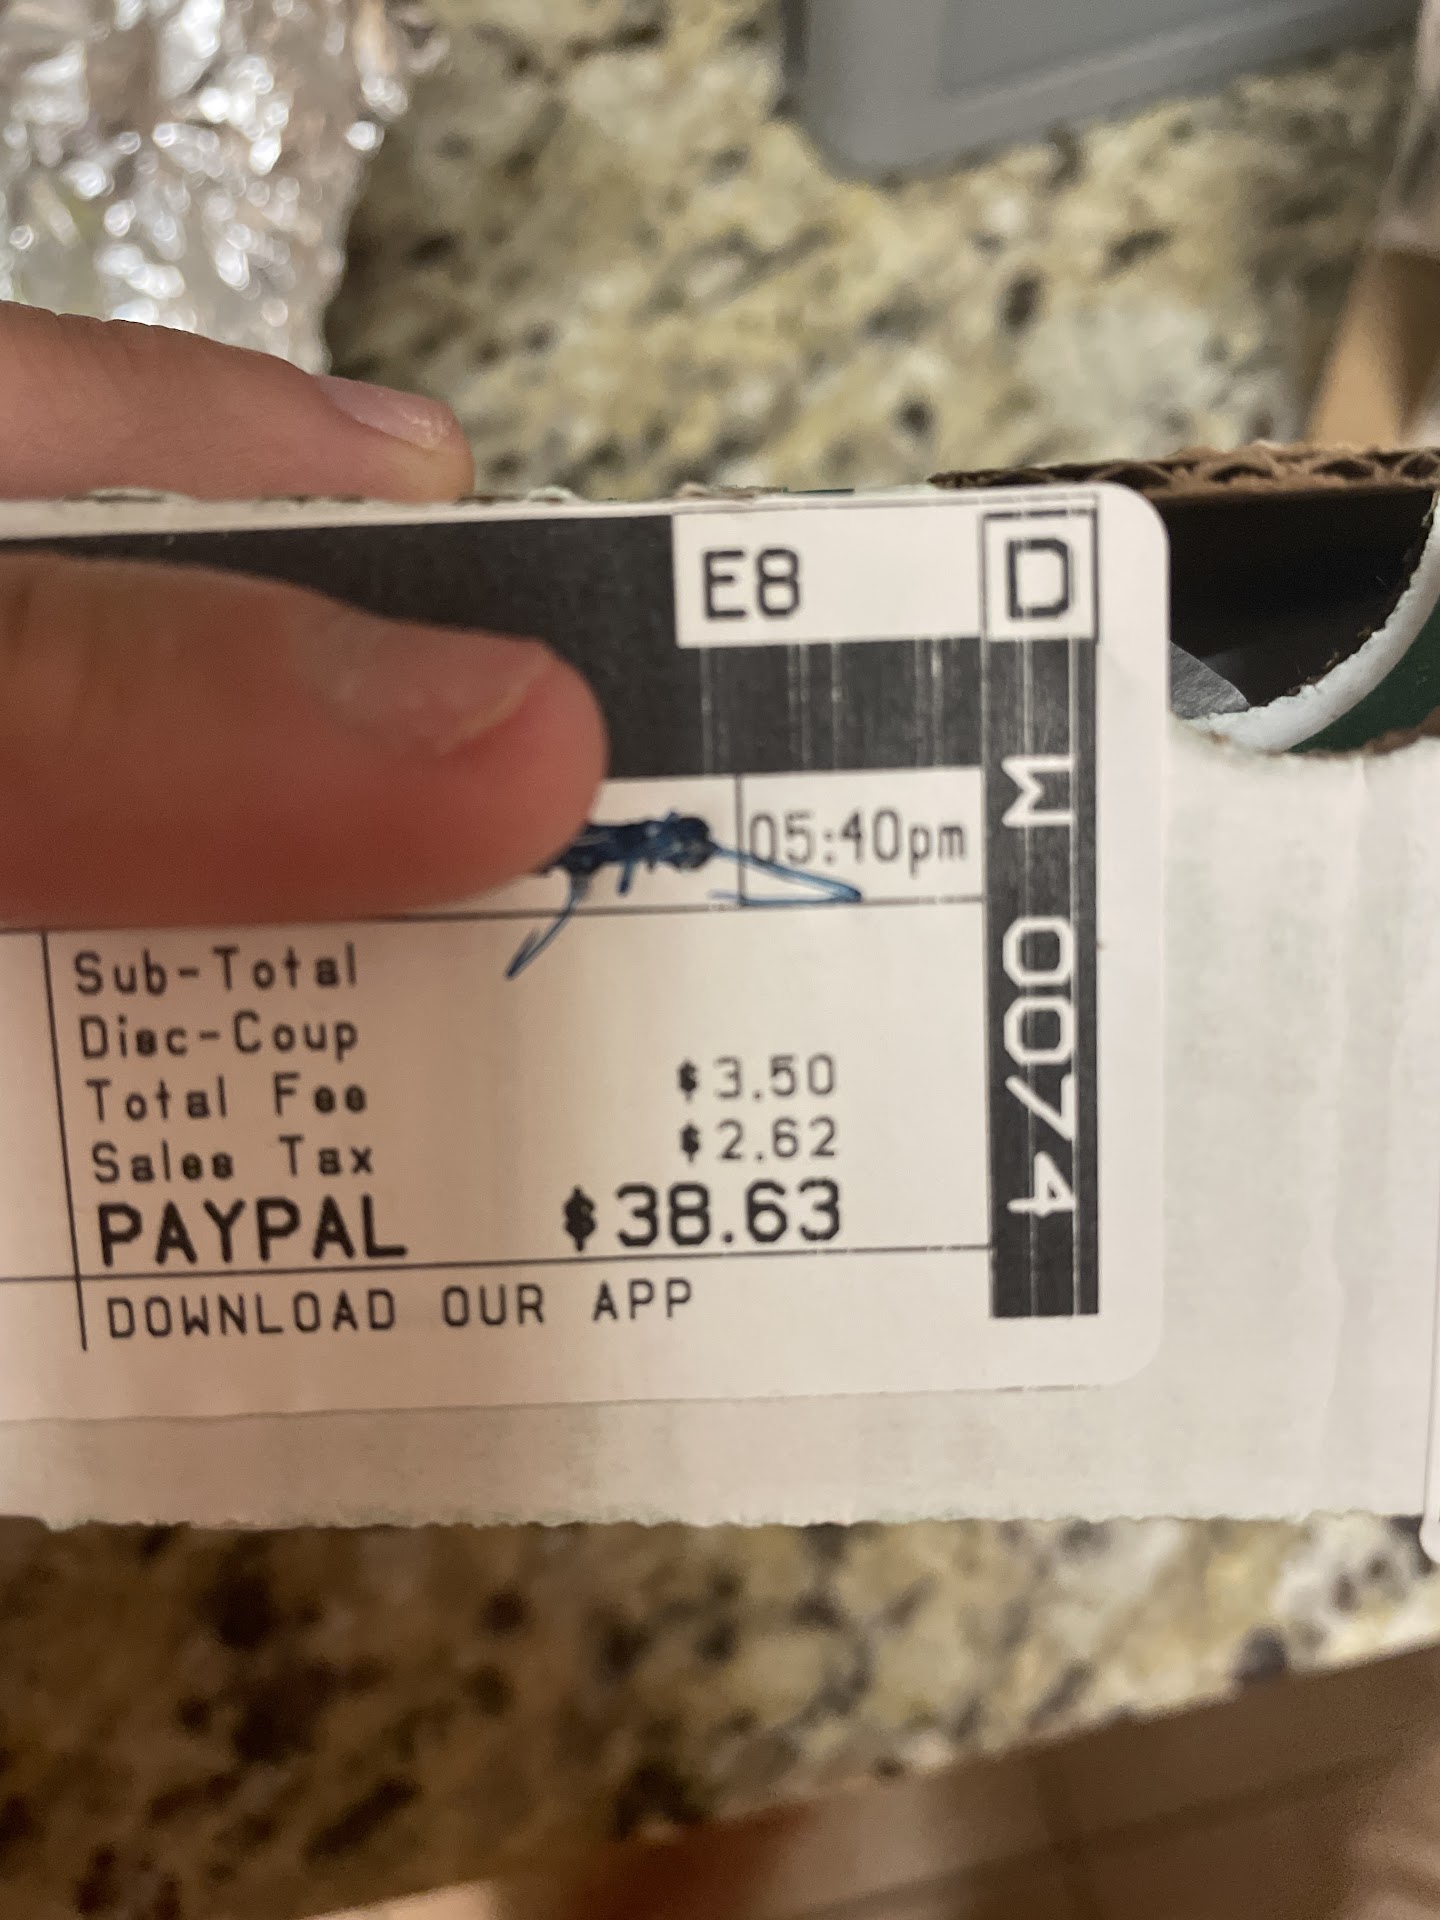 E8
D
05:40pm
W 0074
Sub-Total
Disc-Coup
Total Fee $3.50
Sales Tax $2.62
PAYPAL $38.63
DOWNLOAD OUR APP